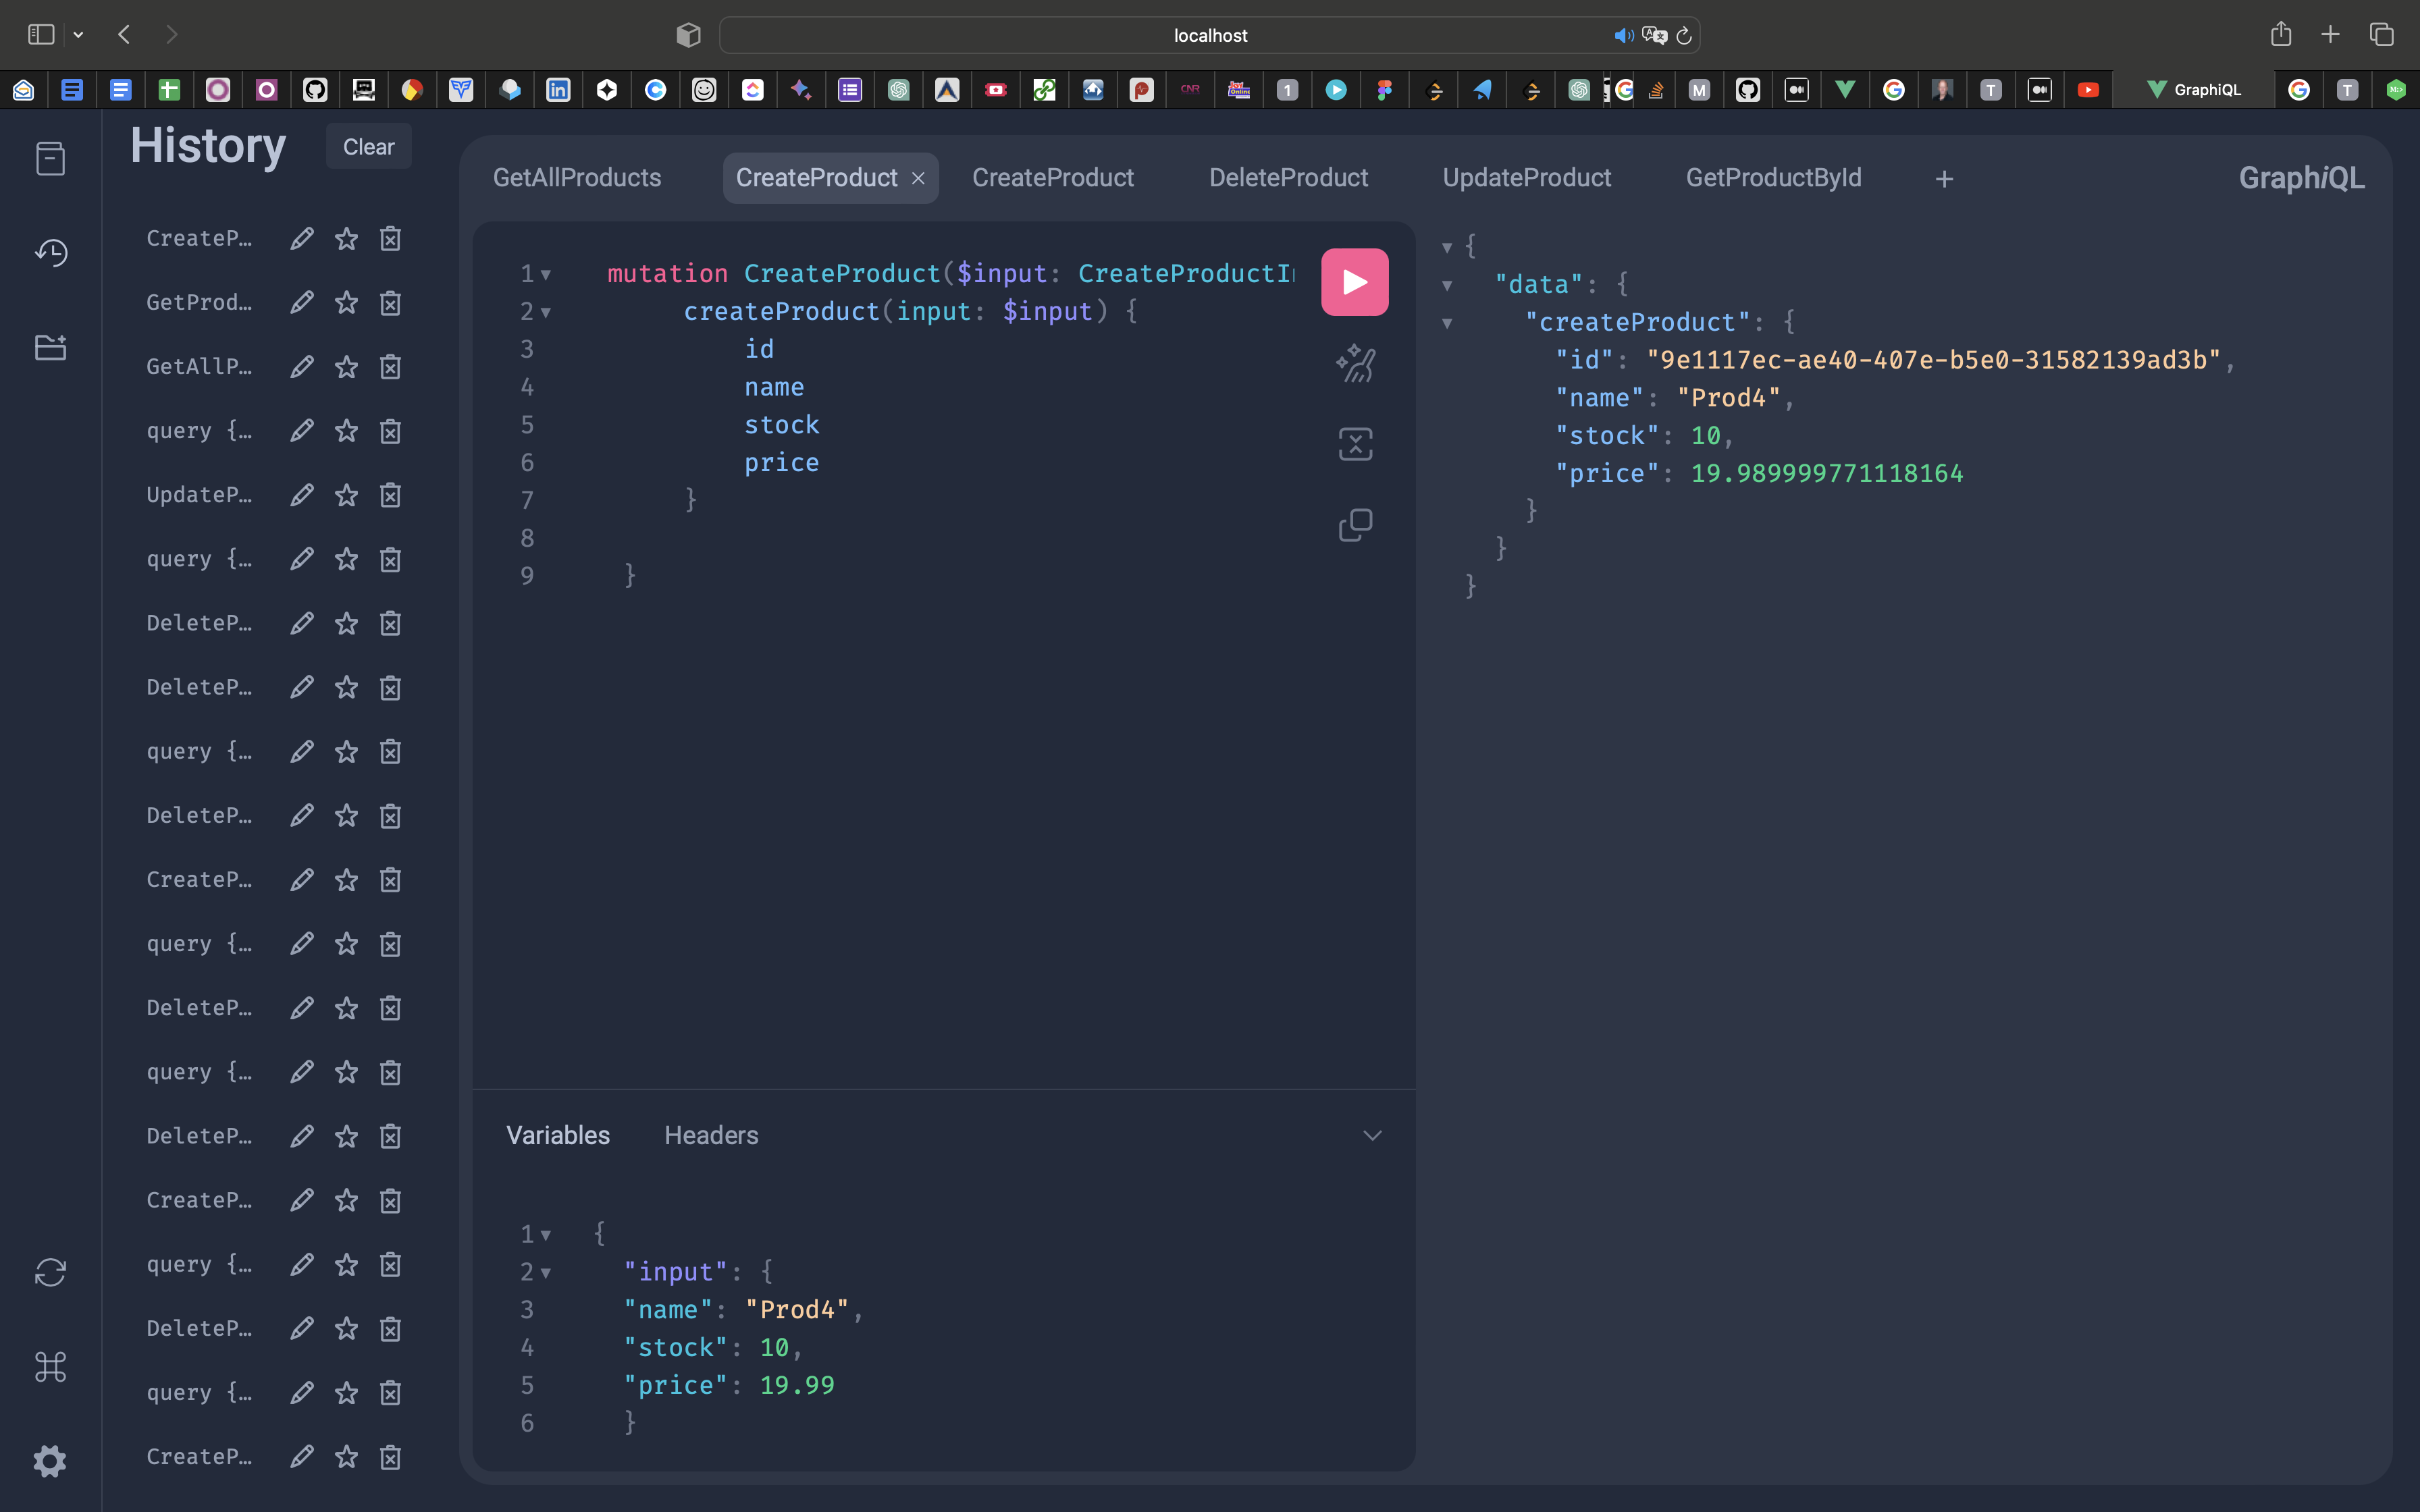 localhost
GraphiQL
History
Clear
CreateP…
GetProd…
GetAllP…
query {…
UpdateP…
query {…
DeleteP…
DeleteP…
query {…
DeleteP…
CreateP…
query {…
DeleteP…
query {…
DeleteP…
CreateP…
query {…
DeleteP…
query {…
CreateP…
GetAllProducts CreateProduct CreateProduct DeleteProduct UpdateProduct GetProductById + GraphiQL
1 mutation CreateProduct($input: CreateProductI
2 createProduct(input: $input) {
3 id
4 name
5 stock
6 price
7 }
8
9 }
Variables Headers
1 {
2 "input": {
3 "name": "Prod4",
4 "stock": 10,
5 "price": 19.99
6 }
{
"data": {
"createProduct": {
"id": "9e1117ec-ae40-407e-b5e0-31582139ad3b",
"name": "Prod4",
"stock": 10,
"price": 19.989999771118164
}
}
}